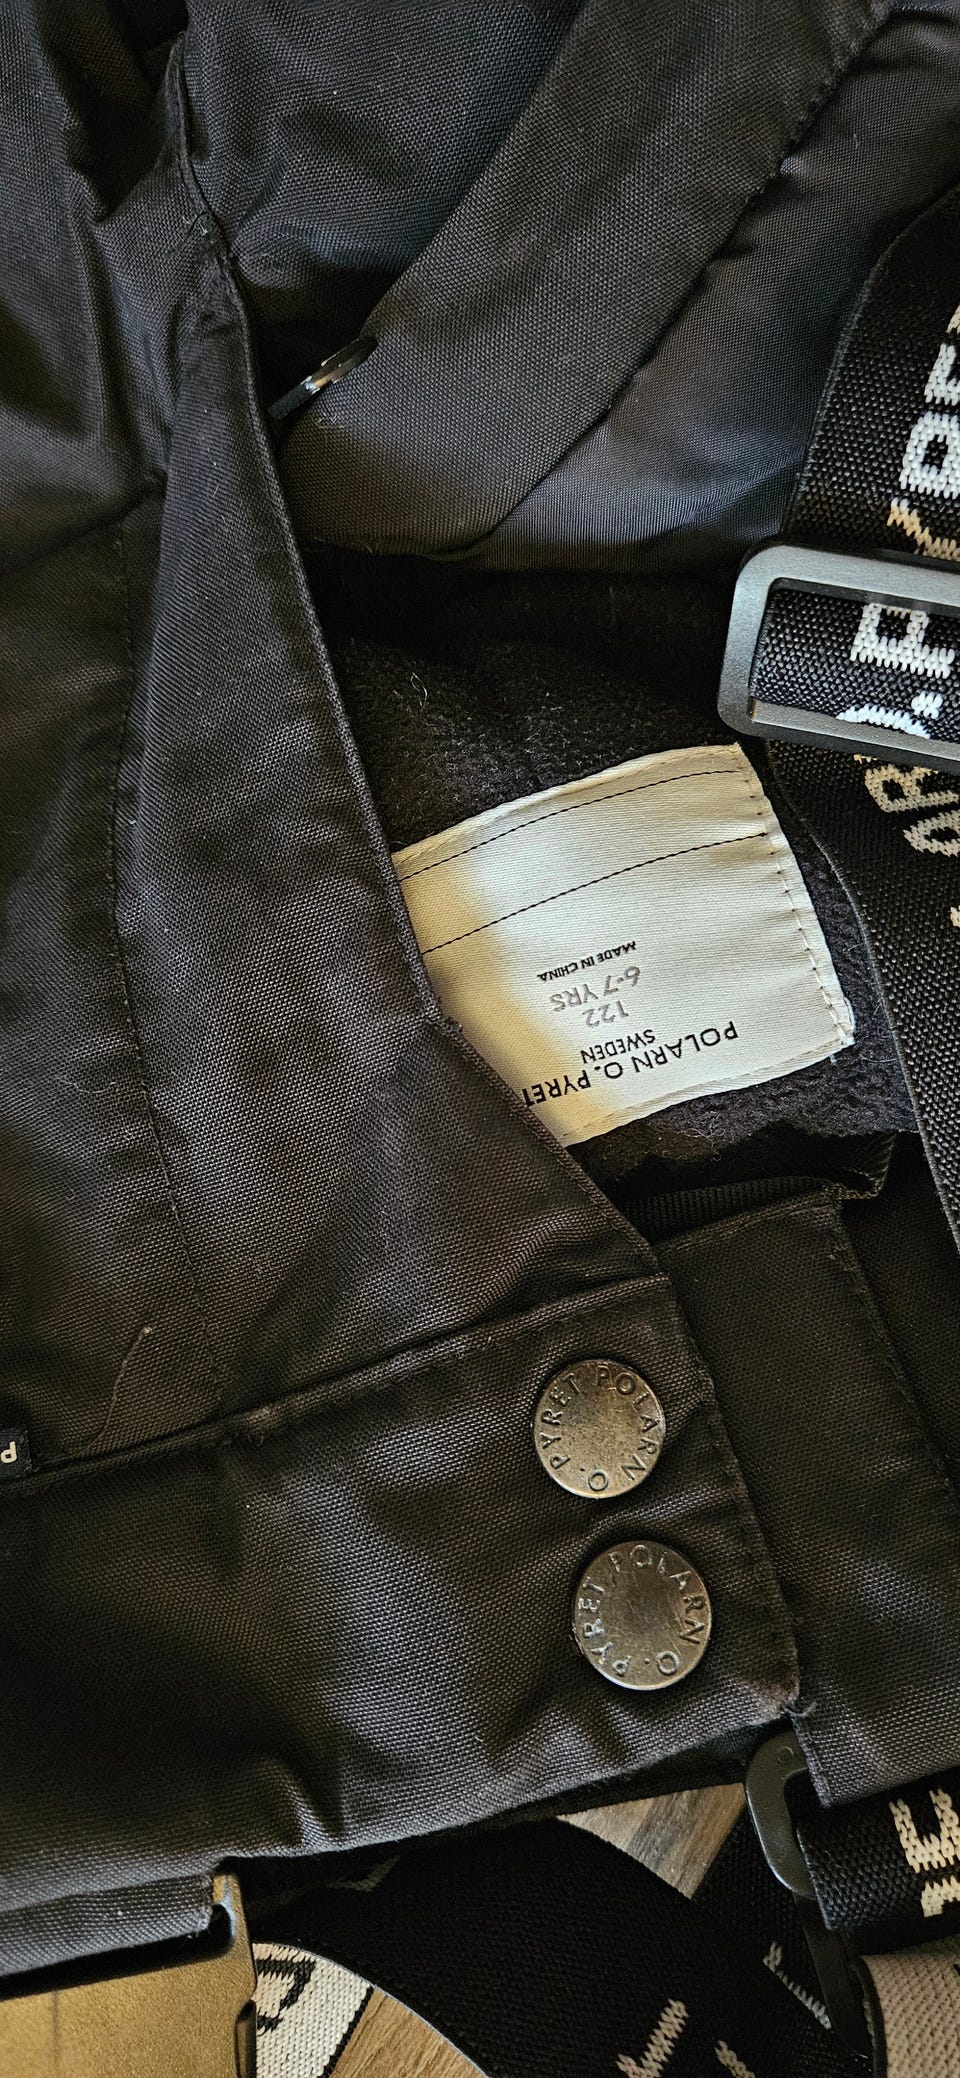 POLARN O. PYRET
SWEDEN
122
6-7 YRS
MADE IN CHINA
POLARN O. PYRET
POLARN O. PYRET
P